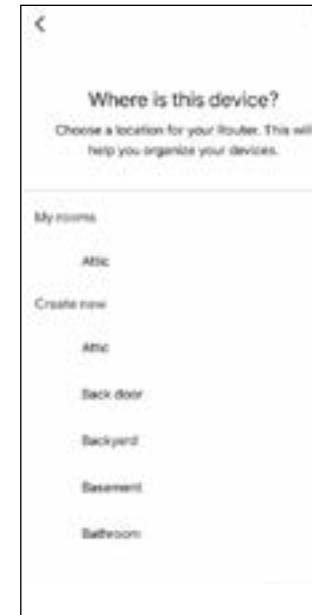 Where is this device?
Choose a location for your Router. This will
help you organize your devices.
My rooms
Attic
Create new
Attic
Back door
Backyard
Basement
Bathroom